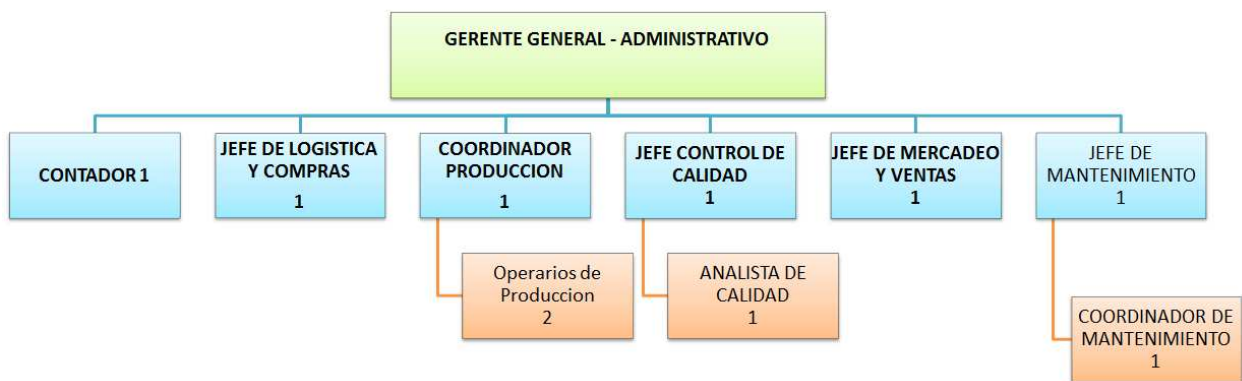 GERENTE GENERAL - ADMINISTRATIVO
CONTADOR 1
JEFE DE LOGISTICA
Y COMPRAS
1
COORDINADOR
PRODUCCION
1
JEFE CONTROL DE
CALIDAD
1
JEFE DE MERCADEO
Y VENTAS
1
JEFE DE
MANTENIMIENTO
1
Operarios de
Produccion
2
ANALISTA DE
CALIDAD
1
COORDINADOR DE
MANTENIMIENTO
1